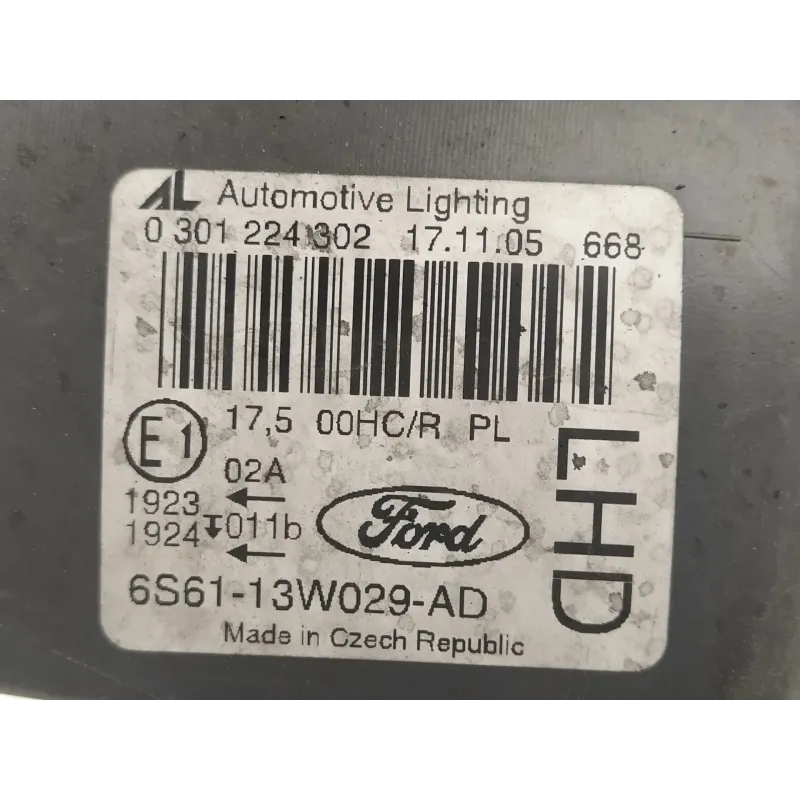 AL Automotive Lighting
0 301 224 302 17.11.05 668
E1 17,5 00HC/R PL
02A
1923
1924 011b
Ford
LHD
6S61-13W029-AD
Made in Czech Republic